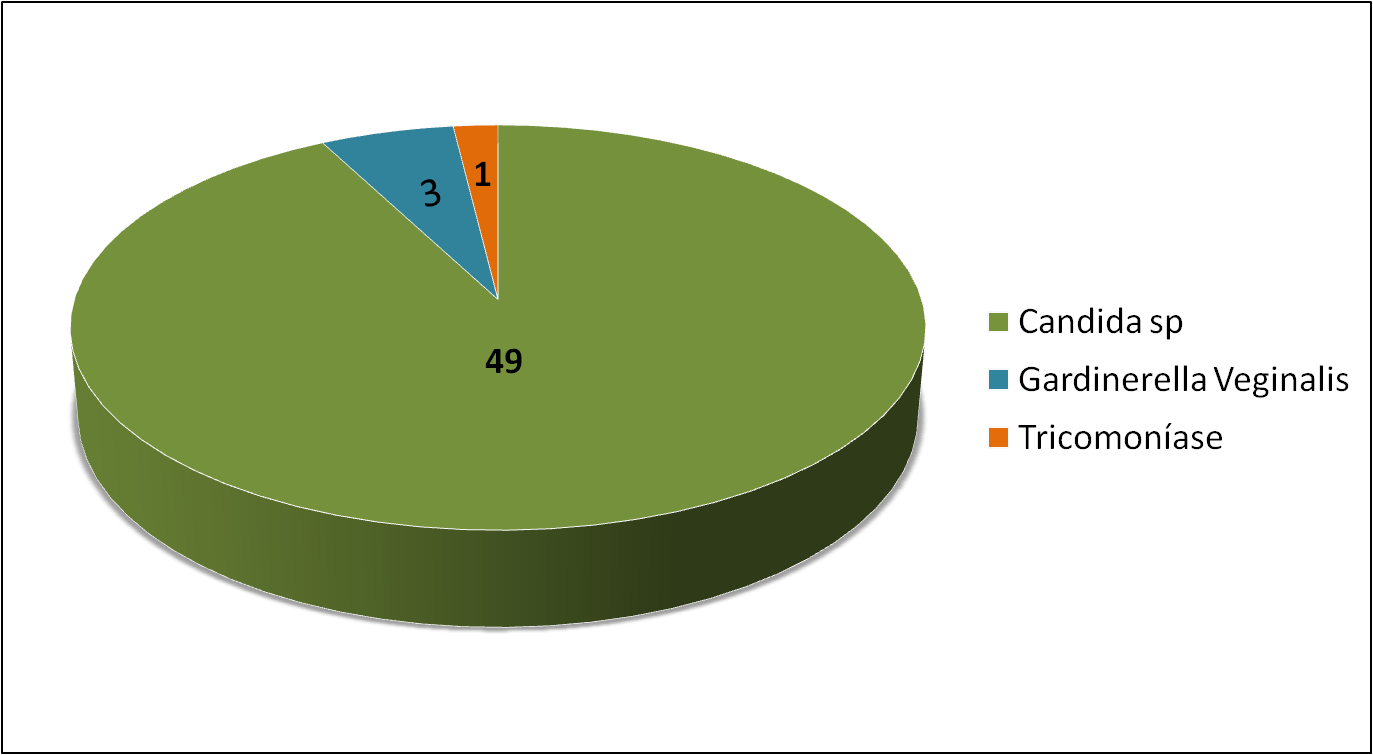 3
1
49
Candida sp
Gardinerella Veginalis
Tricomoníase